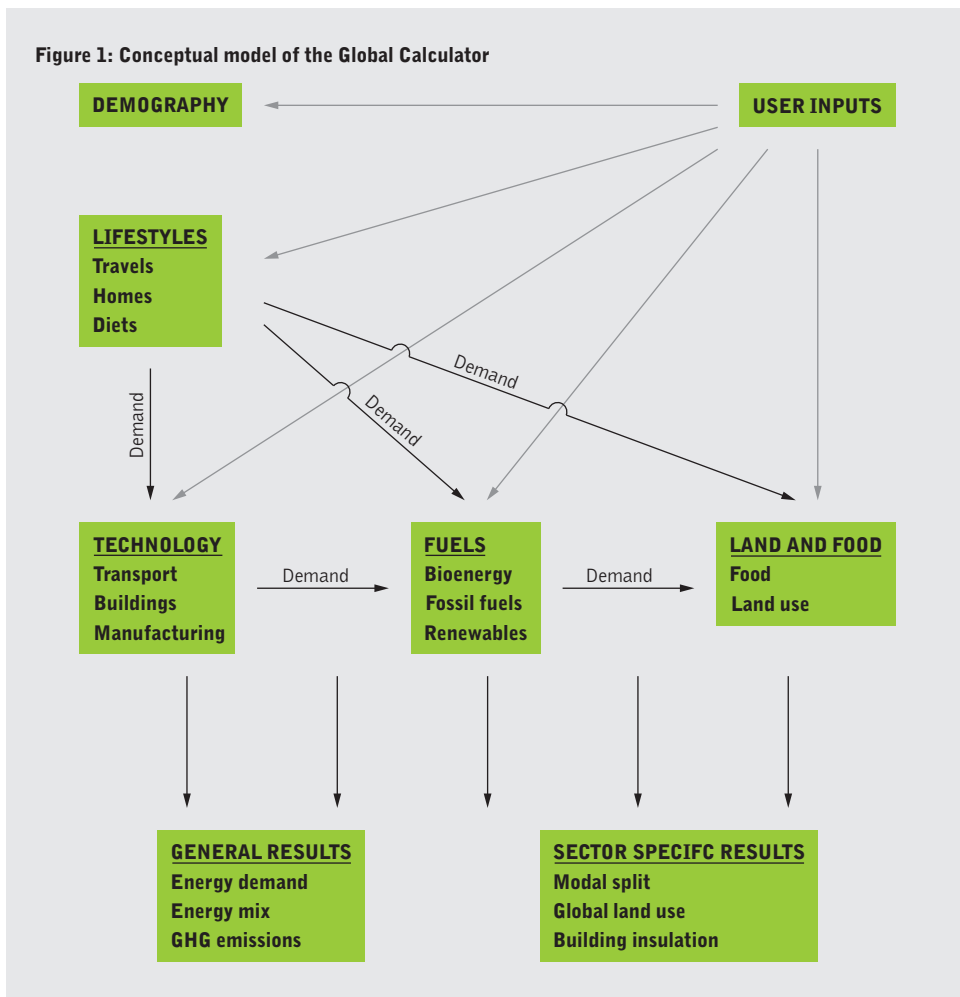 Figure 1: Conceptual model of the Global Calculator
DEMOGRAPHY
USER INPUTS
LIFESTYLES
Travels
Homes
Diets
Demand
Demand
Demand
TECHNOLOGY
Transport
Buildings
Manufacturing
Demand
FUELS
Bioenergy
Fossil fuels
Renewables
Demand
LAND AND FOOD
Food
Land use
GENERAL RESULTS
Energy demand
Energy mix
GHG emissions
SECTOR SPECIFC RESULTS
Modal split
Global land use
Building insulation